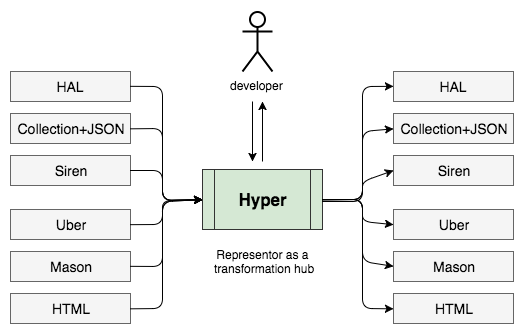 developer
HAL
Collection+JSON
Siren
Uber
Mason
HTML
Hyper
Representor as a
transformation hub
HAL
Collection+JSON
Siren
Uber
Mason
HTML